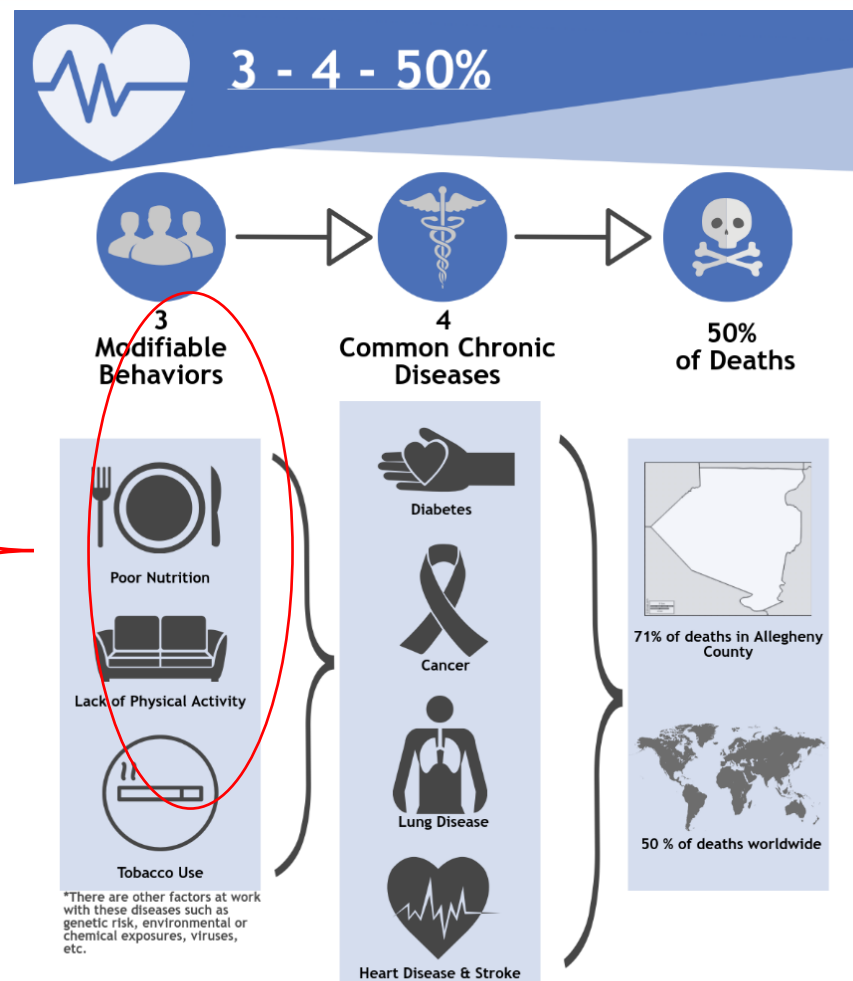 3 - 4 - 50%
3
Modifiable
Behaviors
4
Common Chronic
Diseases
50%
of Deaths
Poor Nutrition
Lack of Physical Activity
Tobacco Use
*There are other factors at work
with these diseases such as
genetic risk, environmental or
chemical exposures, viruses,
etc.
Diabetes
Cancer
Lung Disease
Heart Disease & Stroke
71% of deaths in Allegheny
County
50 % of deaths worldwide